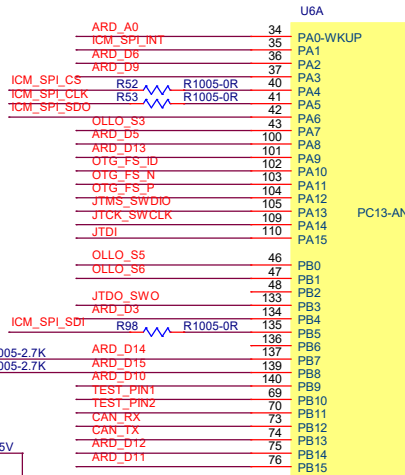 U6A
ARD_A0 34 PA0-WKUP
ICM_SPI_INT 35 PA1
ARD_D6 36 PA2
ARD_D9 37 PA3
ICM_SPI_CS R52 R1005-0R 40 PA4
ICM_SPI_CLK R53 R1005-0R 41 PA5
ICM_SPI_SDO 42 PA6
OLLO_S3 43 PA7
ARD_D5 100 PA8
ARD_D13 101 PA9
OTG_FS_ID 102 PA10
OTG_FS_N 103 PA11
OTG_FS_P 104 PA12
JTMS_SWDIO 105 PA13 PC13-AN
JTCK_SWCLK 109 PA14
JTDI 110 PA15
OLLO_S5 46 PB0
OLLO_S6 47 PB1
48 PB2
JTDO_SWO 133 PB3
ARD_D3 134 PB4
ICM_SPI_SDI R98 R1005-0R 135 PB5
136 PB6
005-2.7K ARD_D14 137 PB7
005-2.7K ARD_D15 139 PB8
ARD_D10 140 PB9
TEST_PIN1 69 PB10
TEST_PIN2 70 PB11
CAN_RX 73 PB12
CAN_TX 74 PB13
5V ARD_D12 75 PB14
ARD_D11 76 PB15